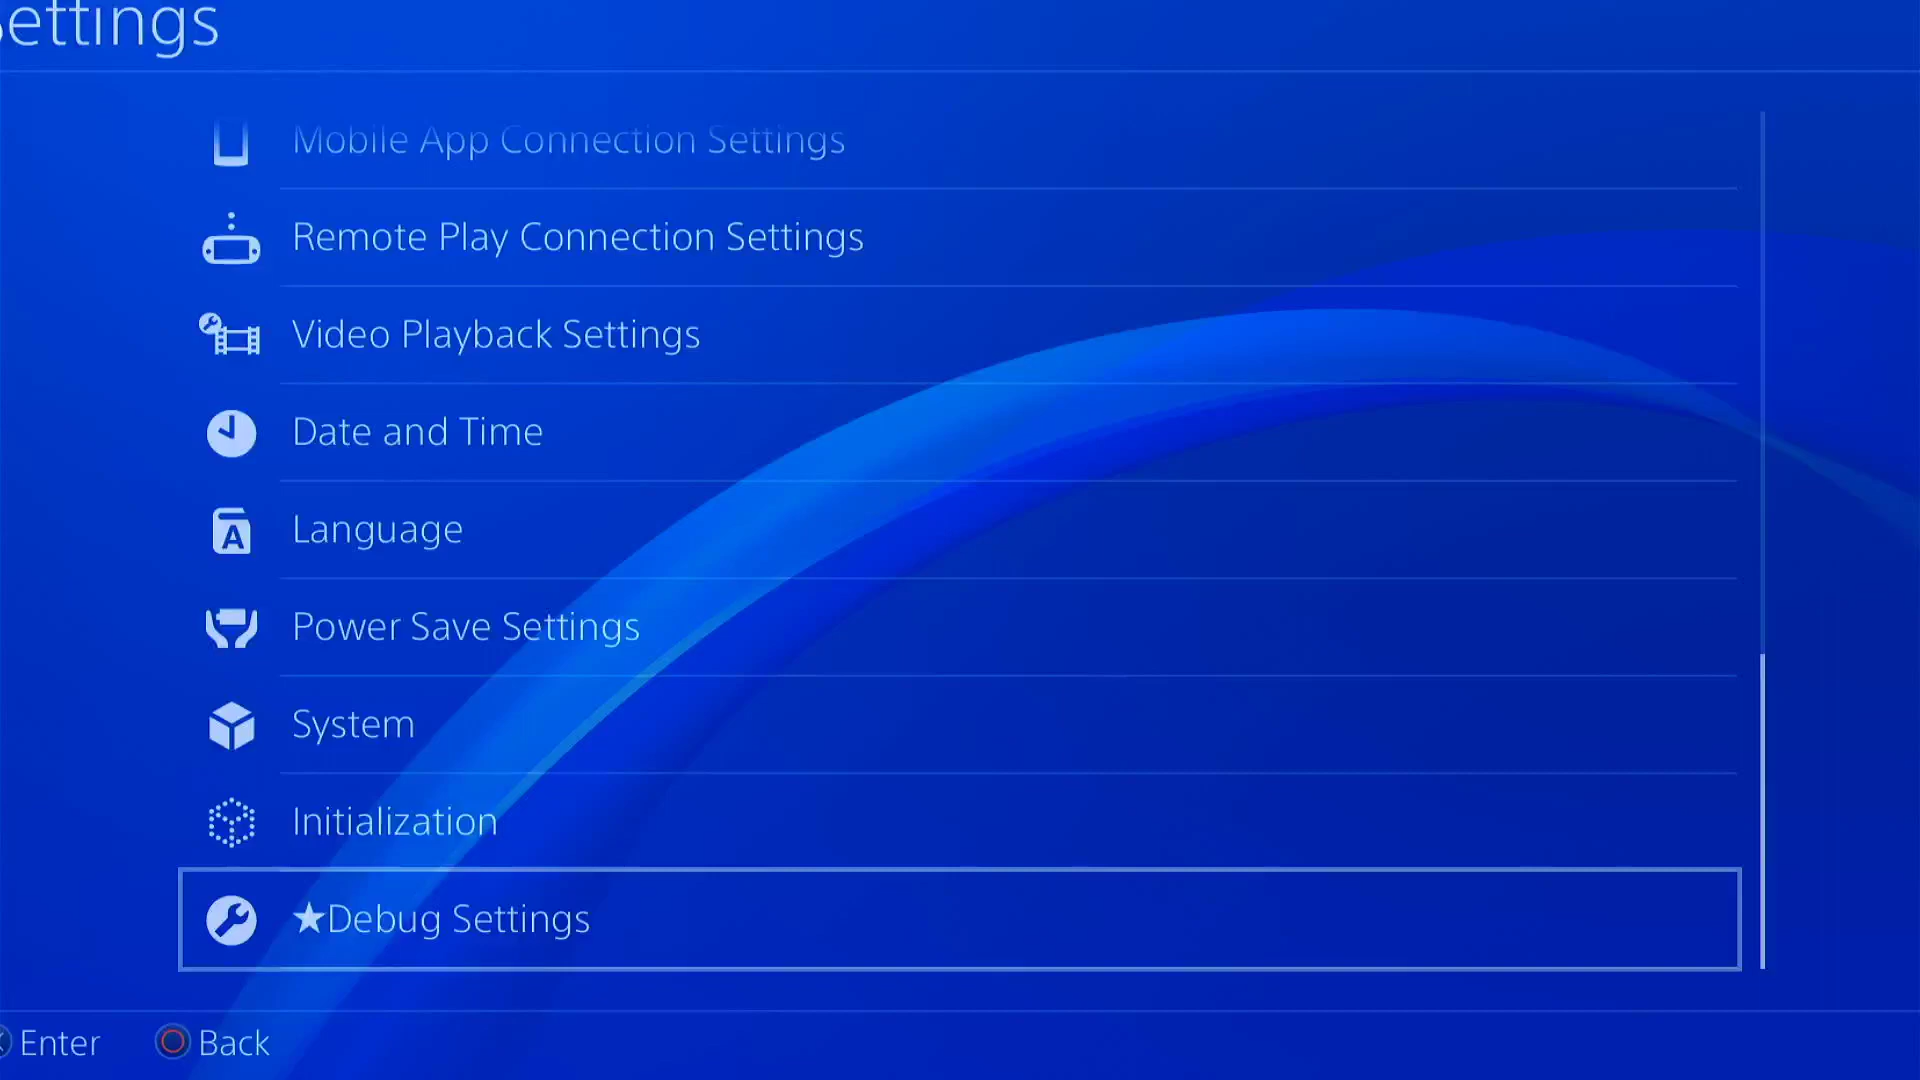 ettings
Mobile App Connection Settings
Remote Play Connection Settings
Video Playback Settings
Date and Time
Language
A
Power Save Settings
System
Initialization
★Debug Settings
Enter
Back